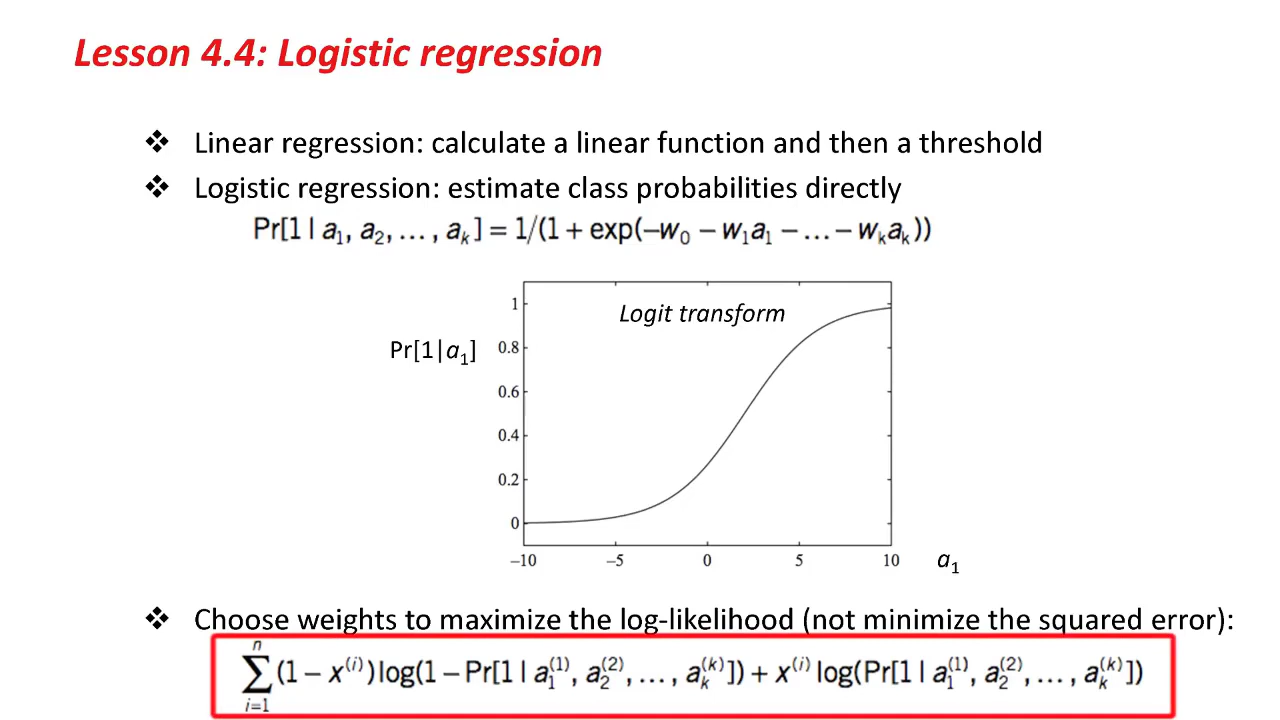 Lesson 4.4: Logistic regression
❖ Linear regression: calculate a linear function and then a threshold
❖ Logistic regression: estimate class probabilities directly
Pr[1 | a₁, a₂, …, aₖ] = 1/(1 + exp(−w₀ − w₁a₁ − … − wₖaₖ))
Logit transform
Pr[1|a₁]
1
0.8
0.6
0.4
0.2
0
−10 −5 0 5 10
a₁
❖ Choose weights to maximize the log-likelihood (not minimize the squared error):
∑ᵢ₌₁ⁿ (1 − x⁽ⁱ⁾)log(1 − Pr[1 | a₁⁽¹⁾, a₂⁽²⁾, …, aₖ⁽ᵏ⁾]) + x⁽ⁱ⁾ log(Pr[1 | a₁⁽¹⁾, a₂⁽²⁾, …, aₖ⁽ᵏ⁾])